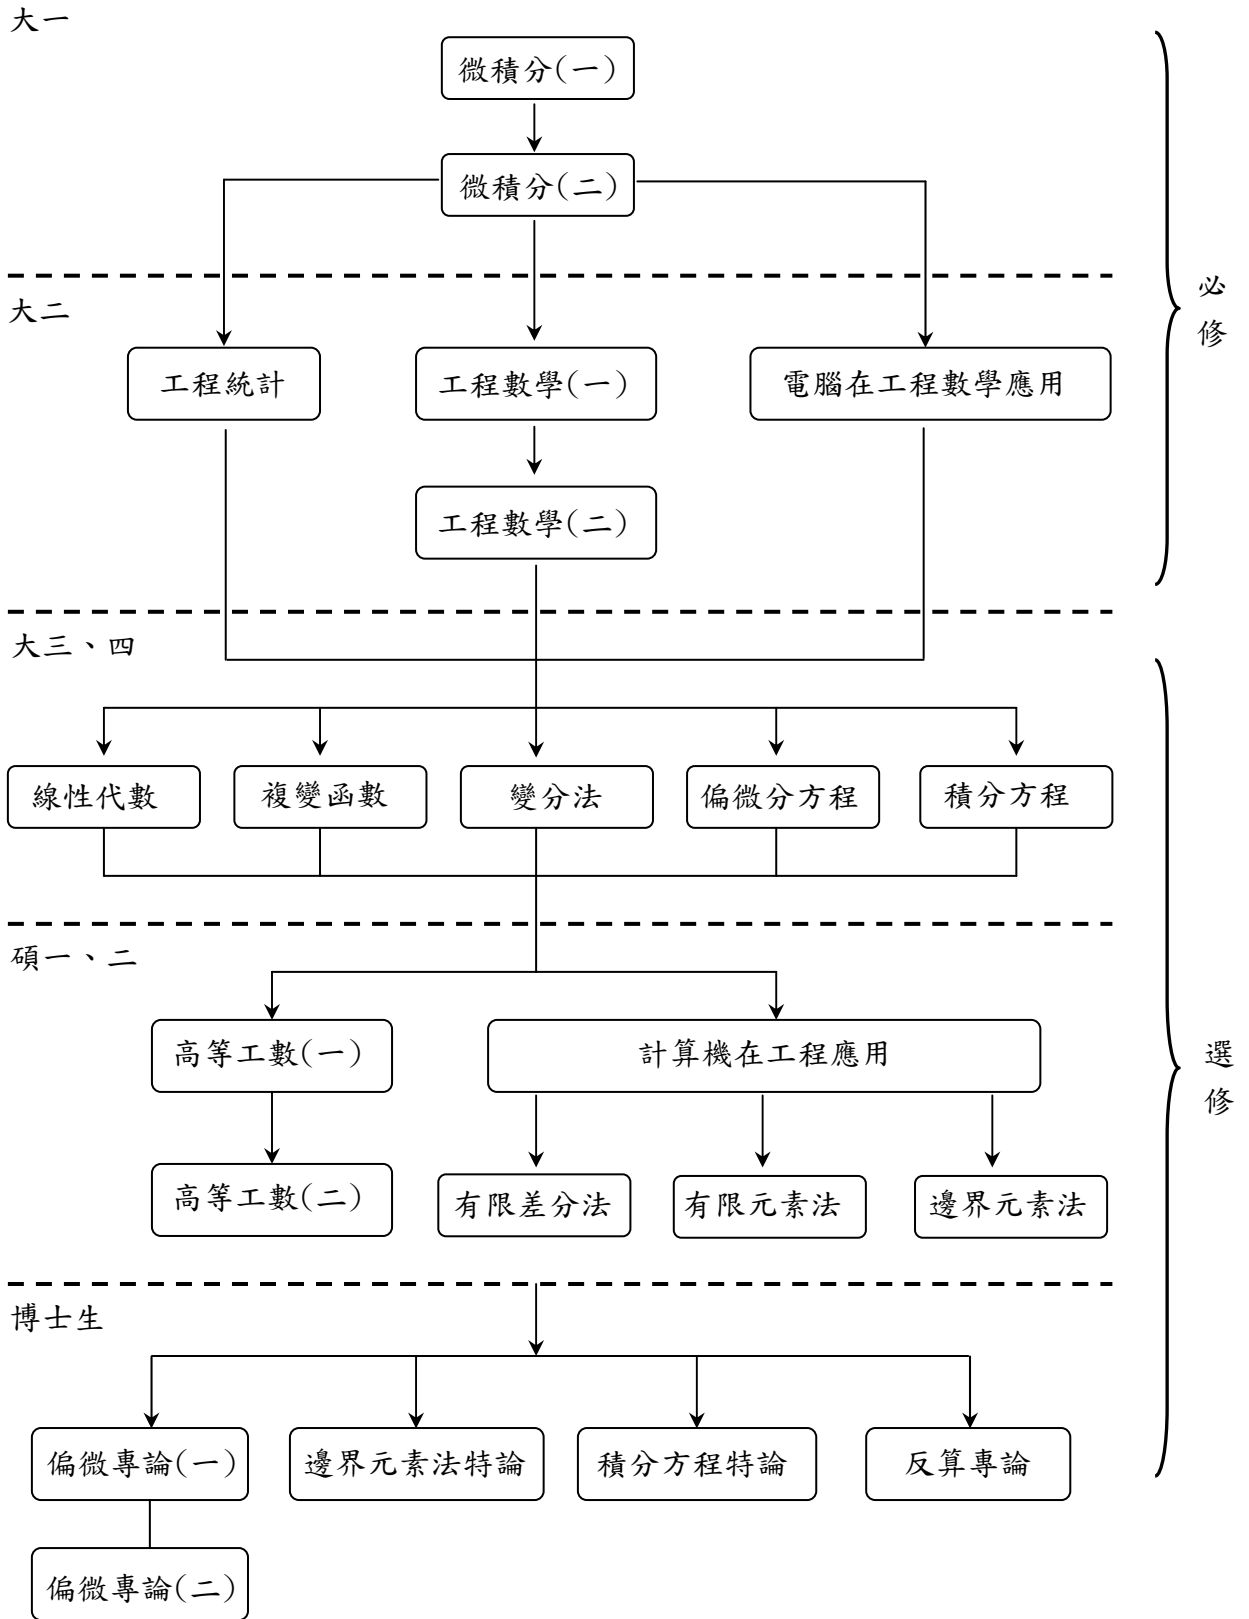 大一
微積分(一)
微積分(二)
必
修
大二
工程統計
工程數學(一)
電腦在工程數學應用
工程數學(二)
大三、四
線性代數
複變函數
變分法
偏微分方程
積分方程
碩一、二
高等工數(一)
計算機在工程應用
選
修
高等工數(二)
有限差分法
有限元素法
邊界元素法
博士生
偏微專論(一)
邊界元素法特論
積分方程特論
反算專論
偏微專論(二)